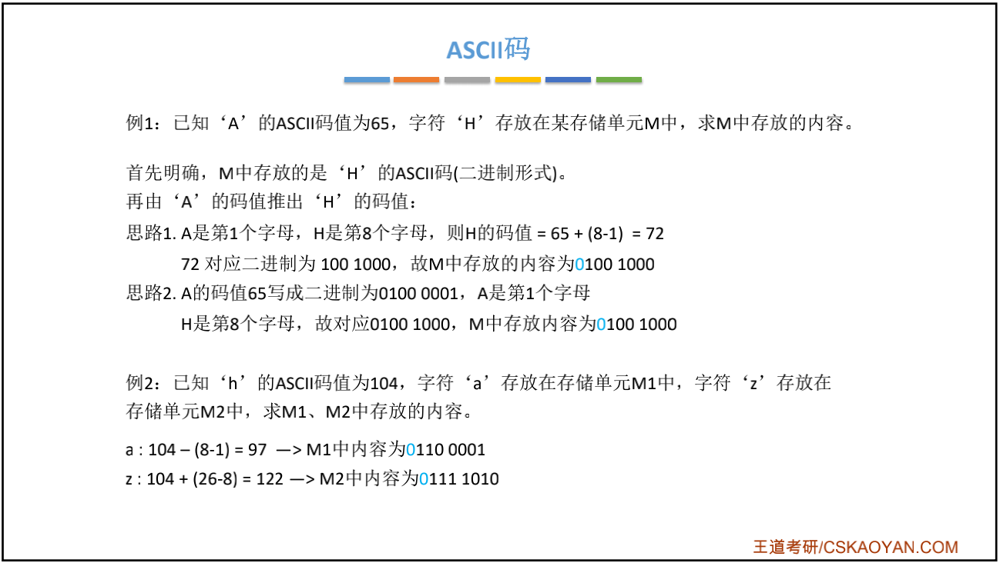 ASCII码
例1：已知‘A’的ASCII码值为65，字符‘H’存放在某存储单元M中，求M中存放的内容。
首先明确，M中存放的是‘H’的ASCII码(二进制形式)。
再由‘A’的码值推出‘H’的码值：
思路1. A是第1个字母，H是第8个字母，则H的码值 = 65 + (8-1) = 72
72 对应二进制为 100 1000，故M中存放的内容为0100 1000
思路2. A的码值65写成二进制为0100 0001，A是第1个字母
H是第8个字母，故对应0100 1000，M中存放内容为0100 1000
例2：已知‘h’的ASCII码值为104，字符‘a’存放在存储单元M1中，字符‘z’存放在
存储单元M2中，求M1、M2中存放的内容。
a : 104 – (8-1) = 97 —> M1中内容为0110 0001
z : 104 + (26-8) = 122 —> M2中内容为0111 1010
王道考研/CSKAOYAN.COM